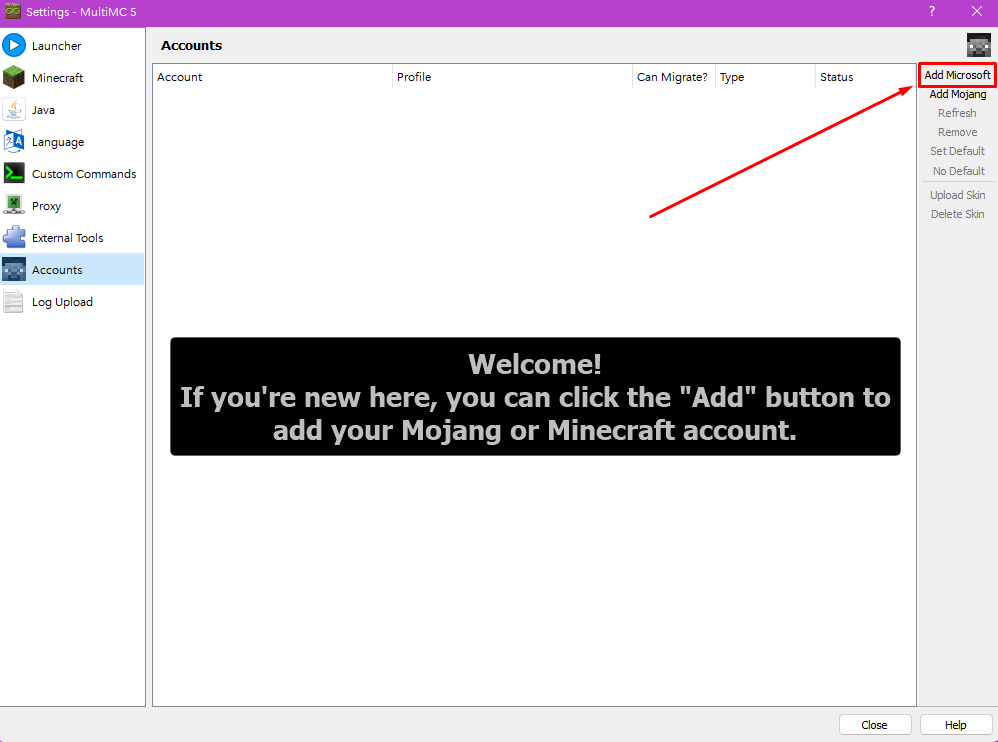 Settings - MultiMC 5
?
Launcher
Minecraft
Java
Language
Custom Commands
Proxy
External Tools
Accounts
Log Upload
Accounts
Account Profile Can Migrate? Type Status
Welcome!
If you're new here, you can click the "Add" button to
add your Mojang or Minecraft account.
Add Microsoft
Add Mojang
Refresh
Remove
Set Default
No Default
Upload Skin
Delete Skin
Close Help